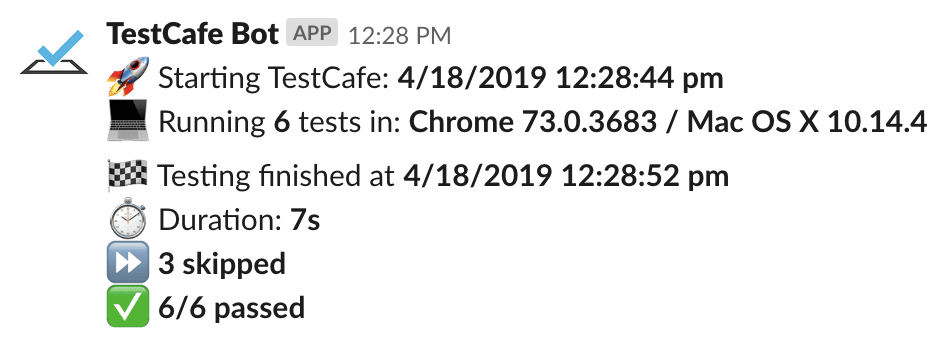 TestCafe Bot APP 12:28 PM
Starting TestCafe: 4/18/2019 12:28:44 pm
Running 6 tests in: Chrome 73.0.3683 / Mac OS X 10.14.4
Testing finished at 4/18/2019 12:28:52 pm
Duration: 7s
3 skipped
6/6 passed